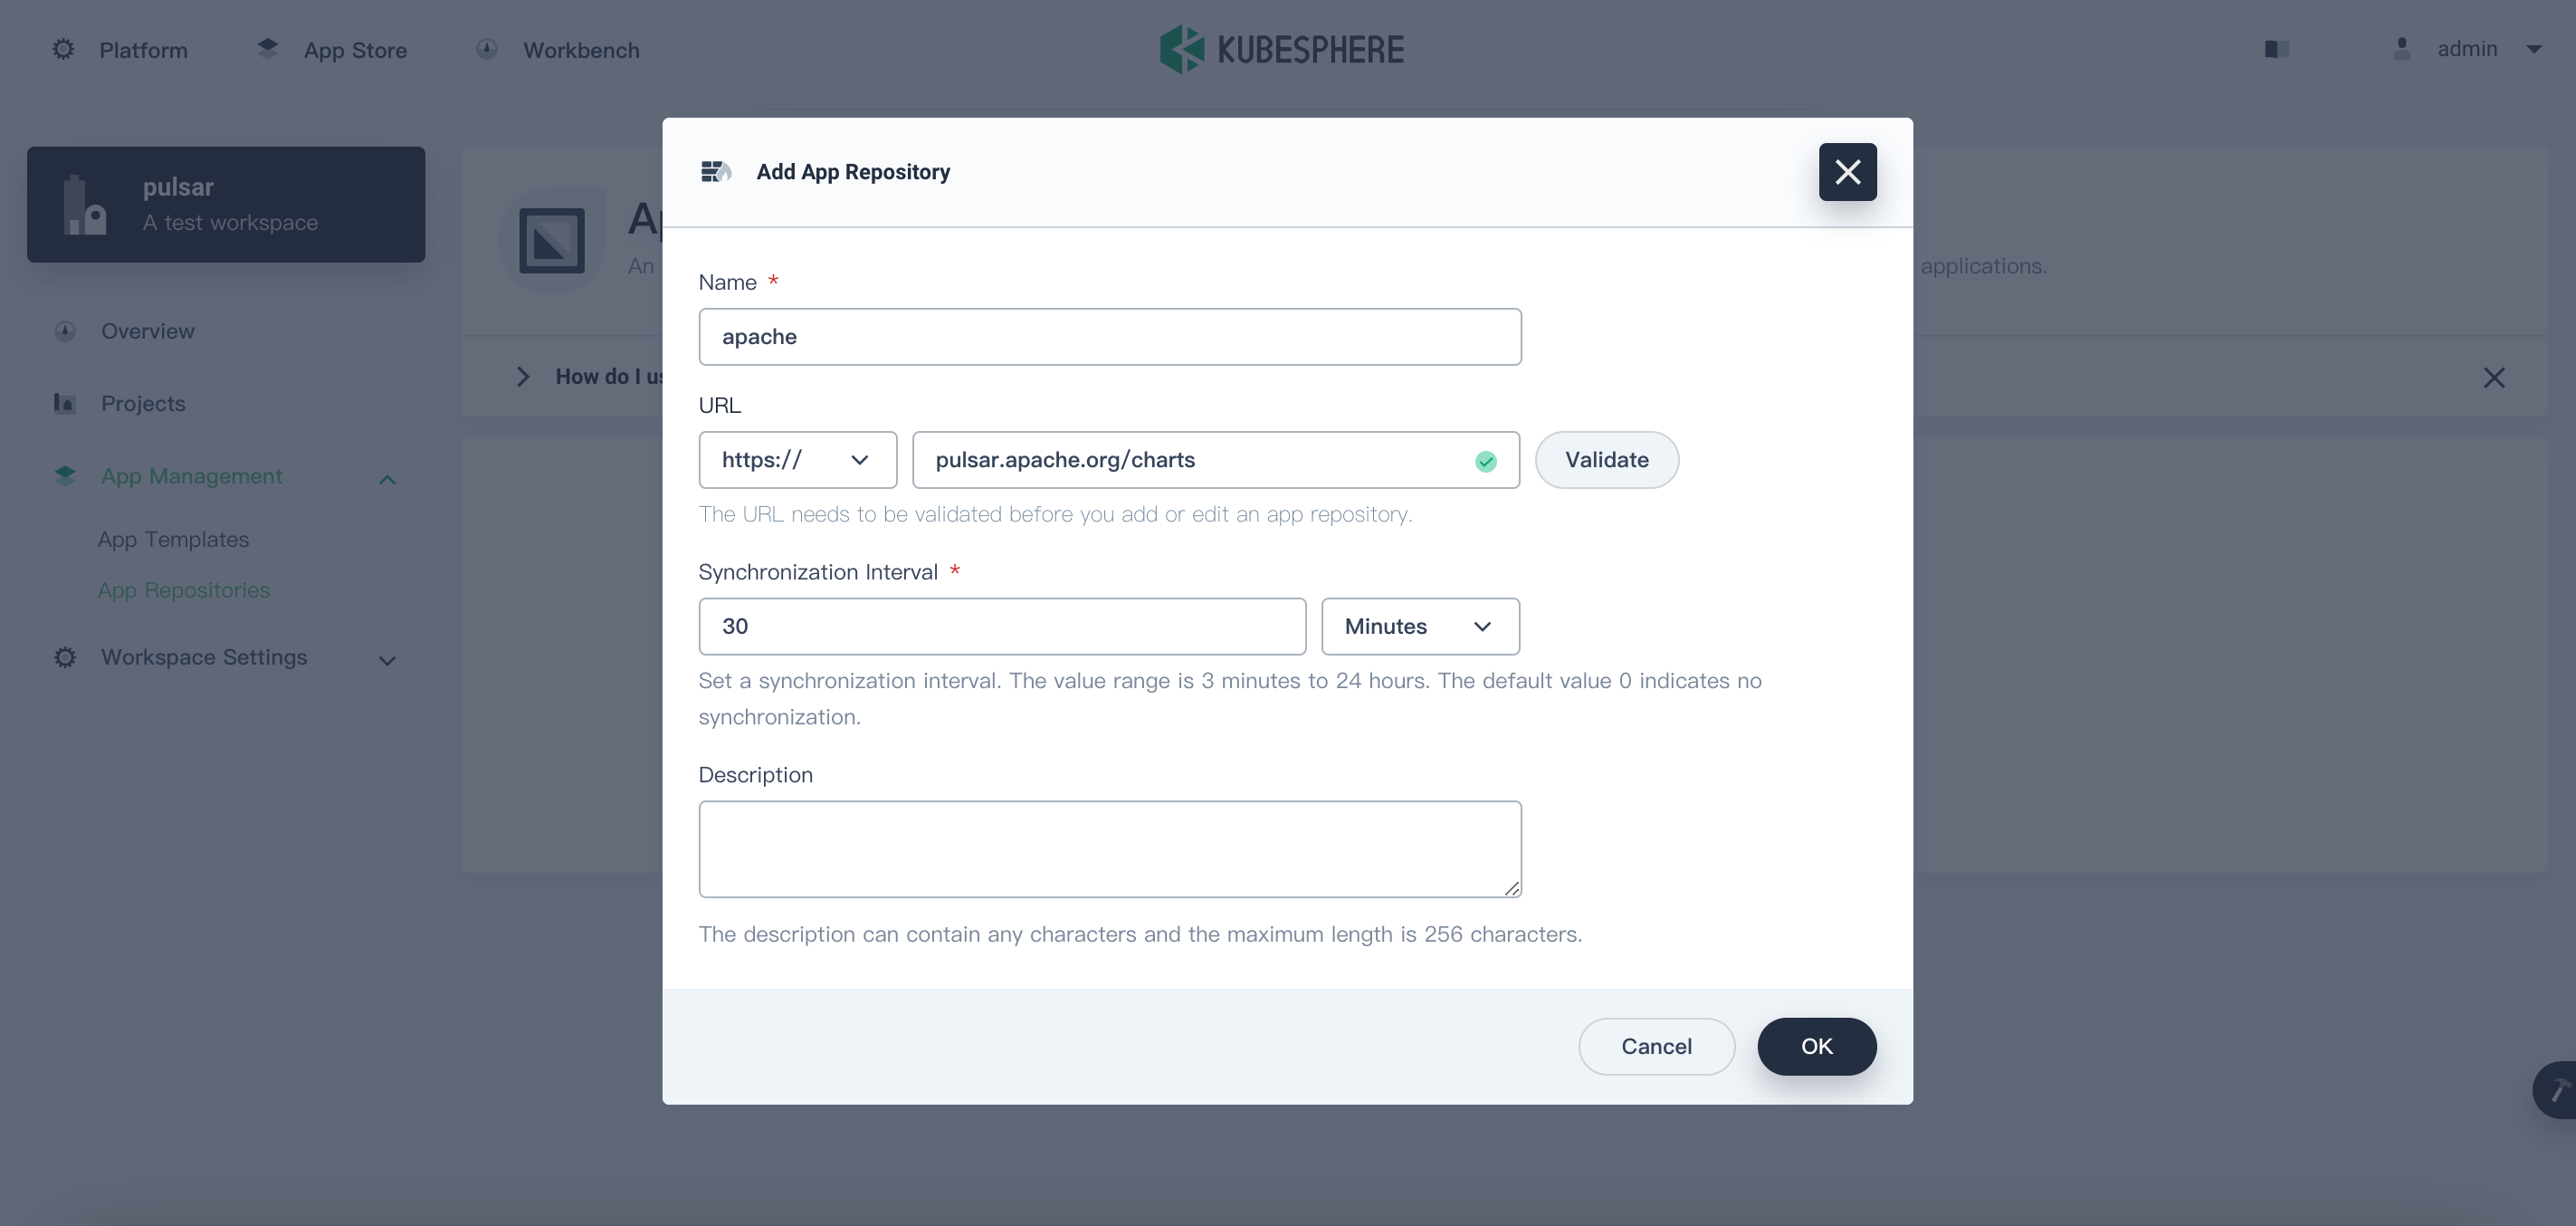 Platform
App Store
Workbench
KUBESPHERE
admin
pulsar
A test workspace
Overview
Projects
App Management
App Templates
App Repositories
Workspace Settings
An
applications.
How do I
Add App Repository
Name *
apache
URL
https://
pulsar.apache.org/charts
Validate
The URL needs to be validated before you add or edit an app repository.
Synchronization Interval *
30
Minutes
Set a synchronization interval. The value range is 3 minutes to 24 hours. The default value 0 indicates no
synchronization.
Description
The description can contain any characters and the maximum length is 256 characters.
Cancel
OK